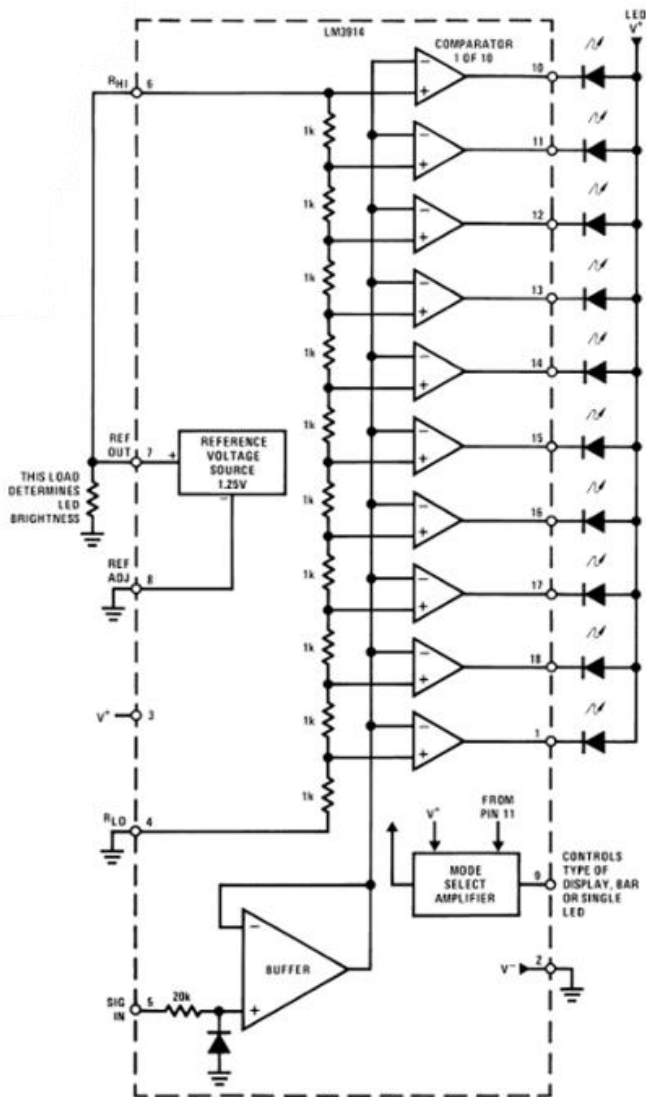 LM3914
LED
V+
COMPARATOR
1 OF 10
RHI
6
10
1k
11
1k
12
1k
13
1k
14
1k
15
REF
OUT
7
+
REFERENCE
VOLTAGE
SOURCE
1.25V
−
THIS LOAD
DETERMINES
LED
BRIGHTNESS
1k
16
1k
17
REF
ADJ
8
1k
18
1k
1
V+
3
1k
RLO
4
V+
FROM
PIN 11
MODE
SELECT
AMPLIFIER
9
CONTROLS
TYPE OF
DISPLAY, BAR
OR SINGLE
LED
BUFFER
V−
2
SIG
IN
5
20k
− +
− +
− +
− +
− +
− +
− +
− +
− +
− +
− +